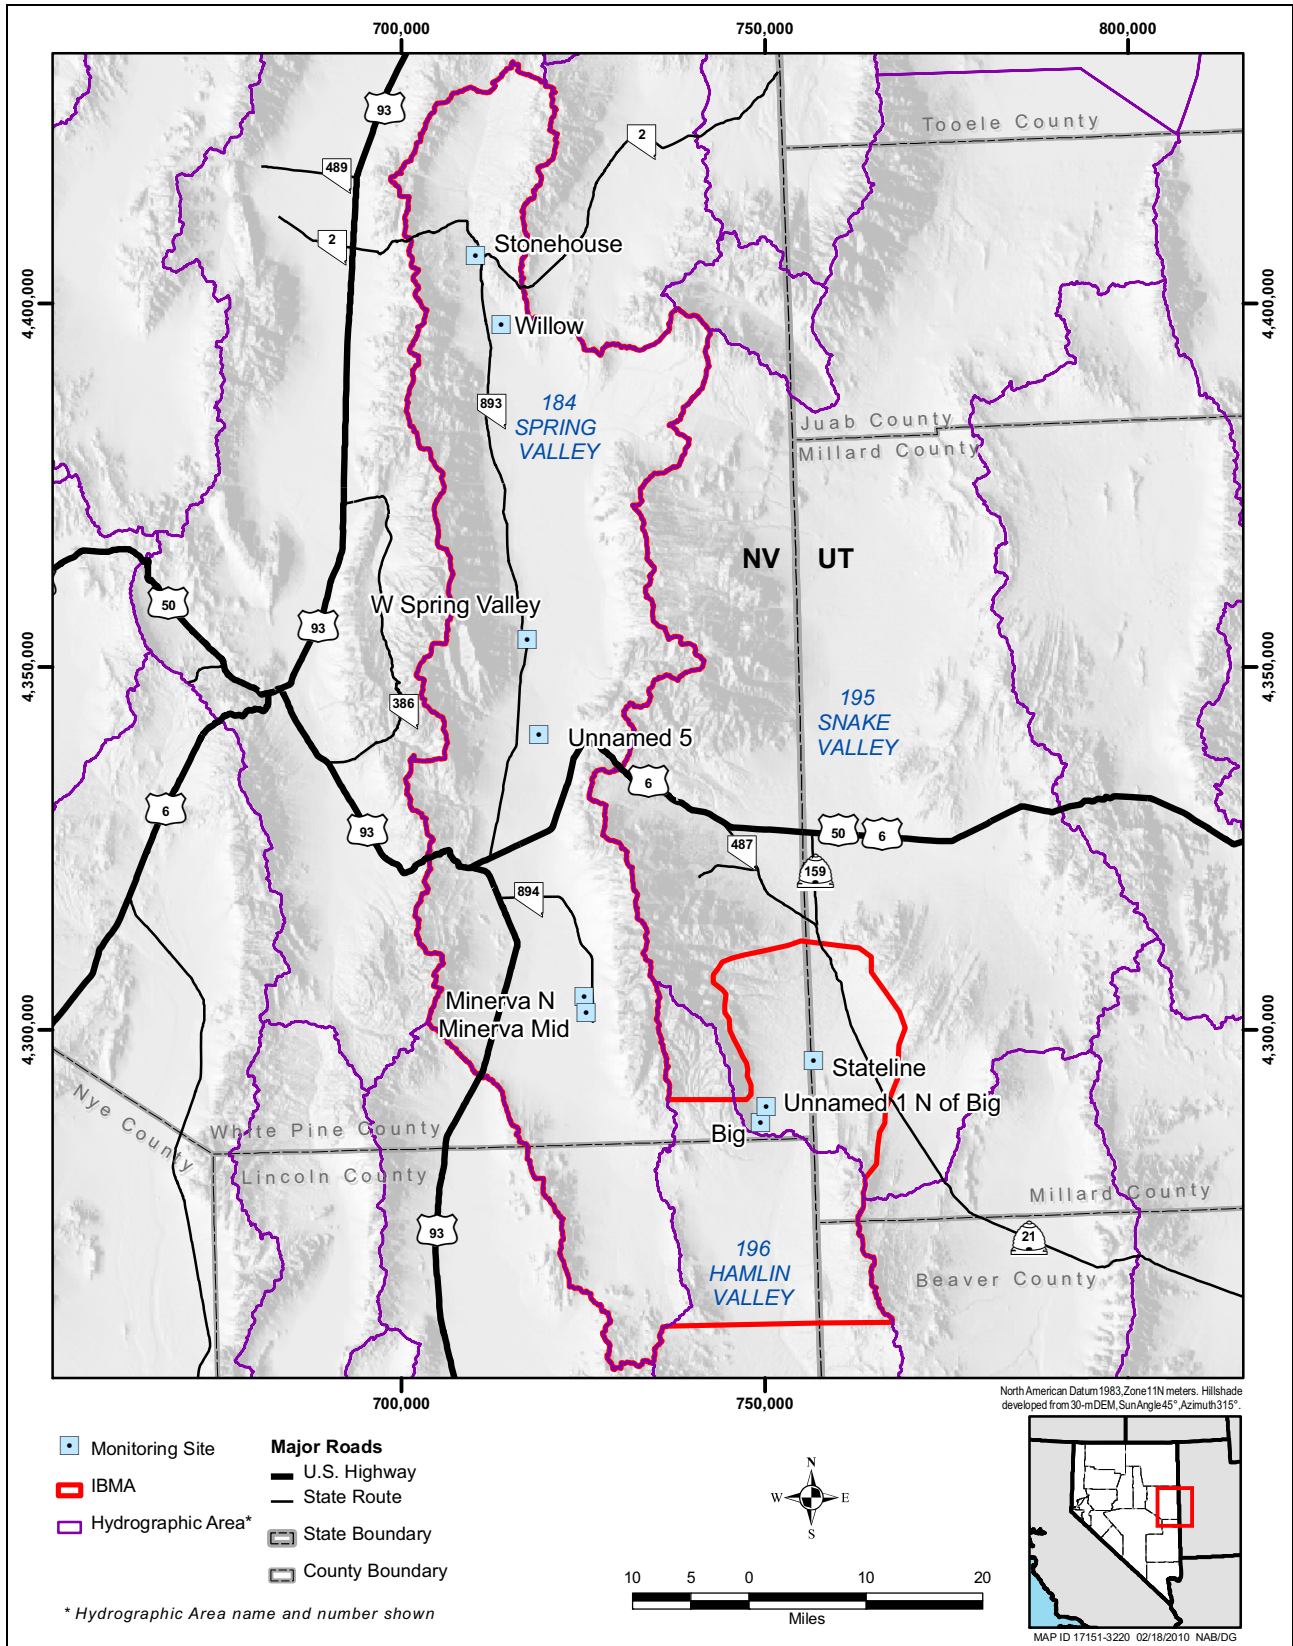 700,000
750,000
800,000
93
2
Tooele County
489
2
Stonehouse
4,400,000
4,400,000
Willow
893
184
SPRING
VALLEY
Juab County
Millard County
NV
UT
50
93
W Spring Valley
4,350,000
4,350,000
386
195
SNAKE
VALLEY
Unnamed 5
6
6
93
50
6
487
159
894
Minerva N
Minerva Mid
4,300,000
4,300,000
Stateline
Unnamed 1 N of Big
Big
Nye County
White Pine County
Lincoln County
Millard County
93
21
196
HAMLIN
VALLEY
Beaver County
700,000
750,000
North American Datum 1983, Zone 11N meters. Hillshade
developed from 30-m DEM, Sun Angle 45°, Azimuth 315°.
Monitoring Site
IBMA
Hydrographic Area*
Major Roads
U.S. Highway
State Route
State Boundary
County Boundary
N
W
E
S
10 5 0 10 20
Miles
* Hydrographic Area name and number shown
MAP ID 17151-3220 02/18/2010 NAB/DG